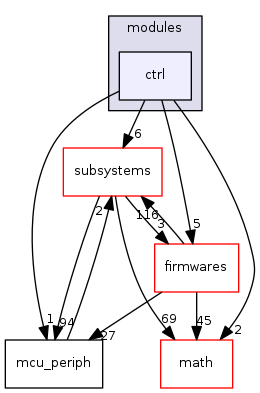 modules
ctrl
6
subsystems
2
116
3
5
firmwares
1
94
27
69
45
2
mcu_periph
math